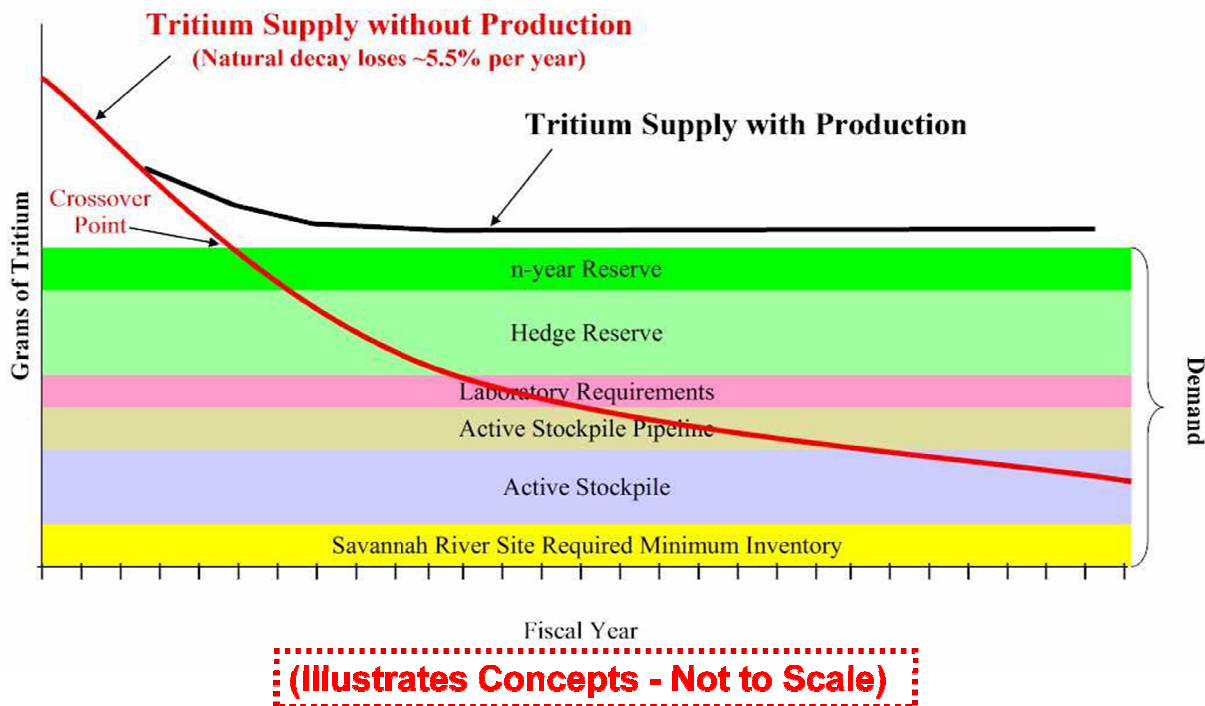 Tritium Supply without Production
(Natural decay loses ~5.5% per year)
Tritium Supply with Production
Crossover
Point
Grams of Tritium
n-year Reserve
Hedge Reserve
Laboratory Requirements
Active Stockpile Pipeline
Active Stockpile
Savannah River Site Required Minimum Inventory
Demand
Fiscal Year
(Illustrates Concepts - Not to Scale)